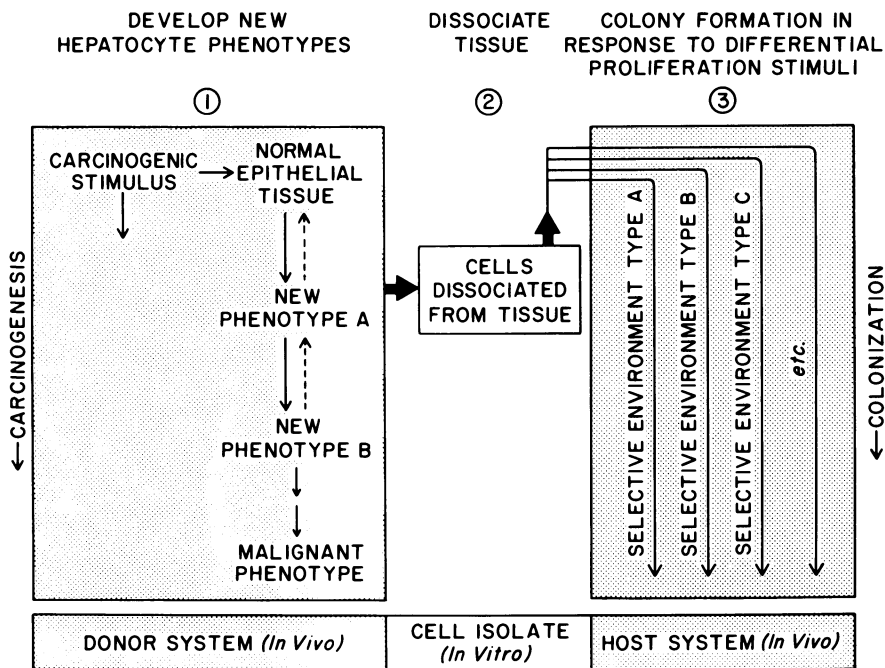 DEVELOP NEW
HEPATOCYTE PHENOTYPES
①
DISSOCIATE
TISSUE
②
COLONY FORMATION IN
RESPONSE TO DIFFERENTIAL
PROLIFERATION STIMULI
③
←CARCINOGENESIS
CARCINOGENIC
STIMULUS
NORMAL
EPITHELIAL
TISSUE
NEW
PHENOTYPE A
NEW
PHENOTYPE B
MALIGNANT
PHENOTYPE
CELLS
DISSOCIATED
FROM TISSUE
SELECTIVE ENVIRONMENT TYPE A
SELECTIVE ENVIRONMENT TYPE B
SELECTIVE ENVIRONMENT TYPE C
etc.
←COLONIZATION
DONOR SYSTEM (In Vivo)
CELL ISOLATE
(In Vitro)
HOST SYSTEM (In Vivo)